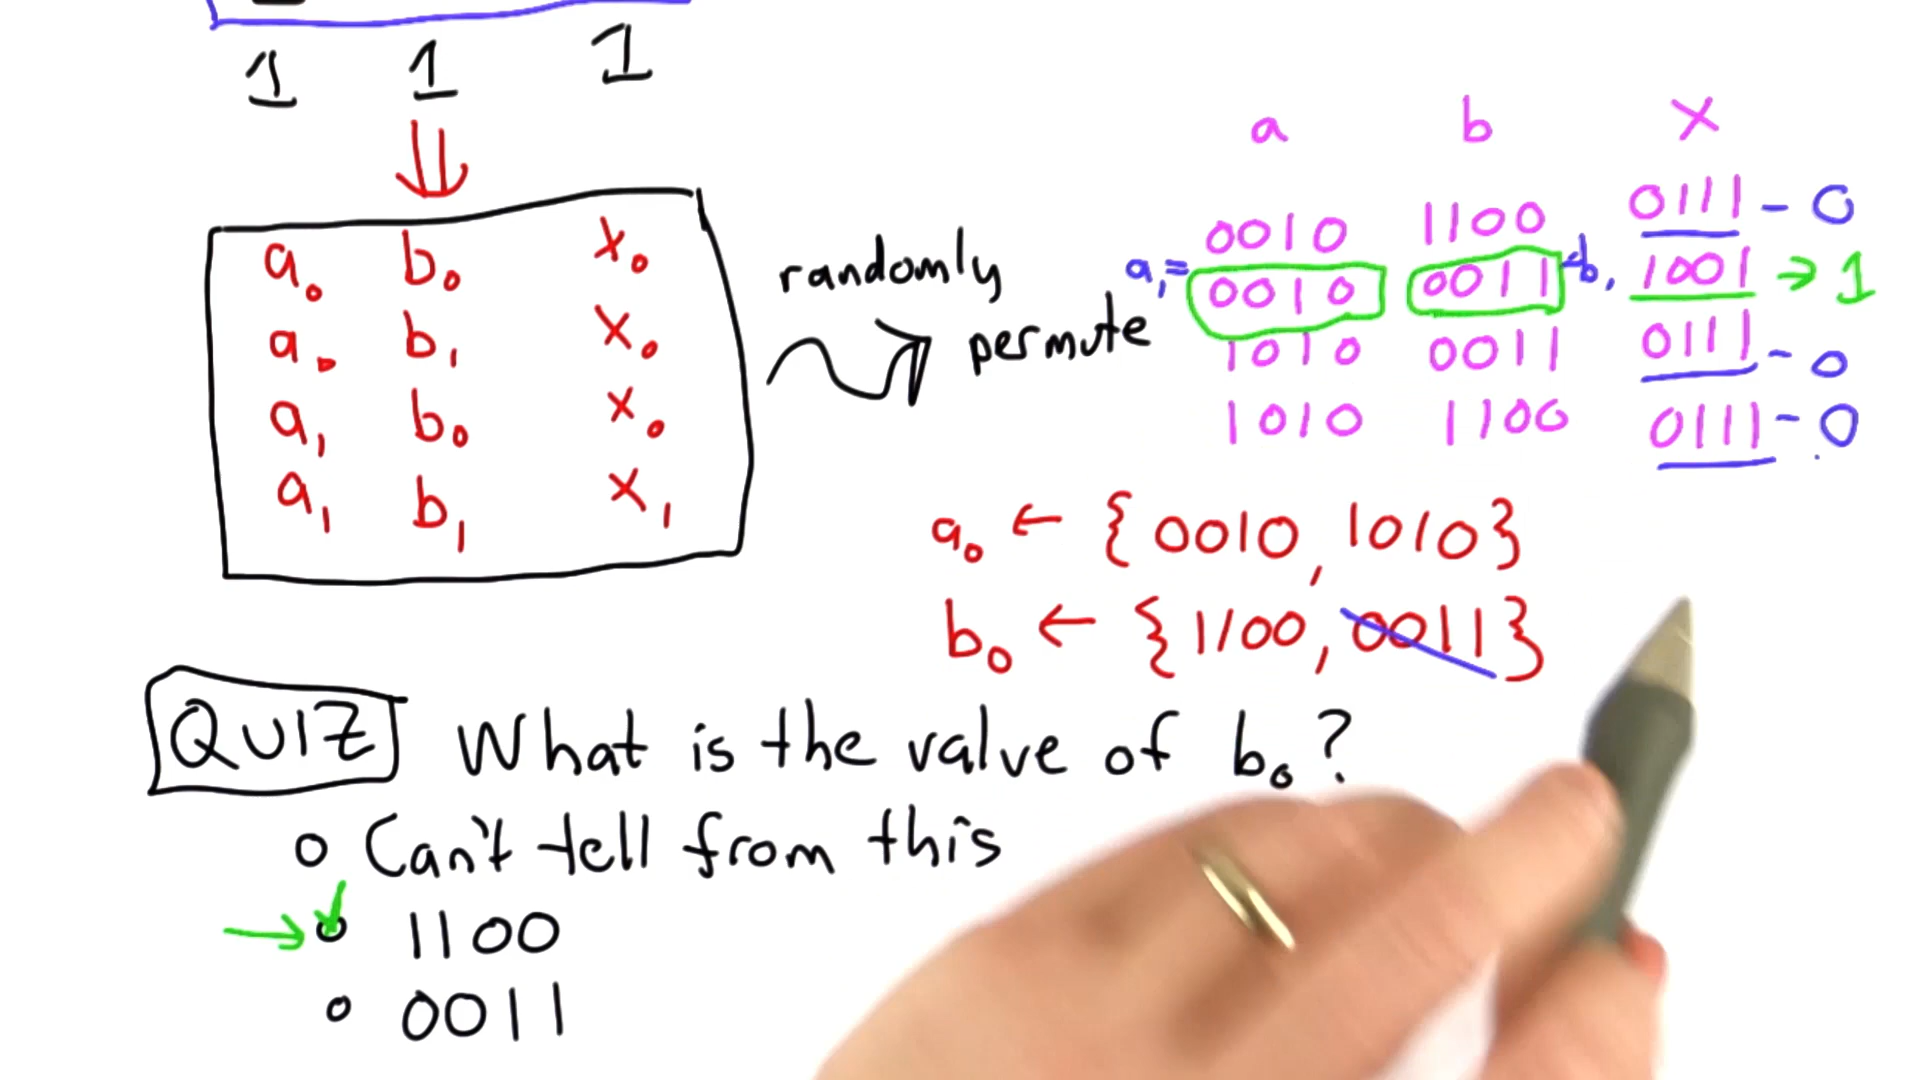 1 1 1
a₀ b₀ x₀
a₀ b₁ x₀
a₁ b₀ x₀
a₁ b₁ x₁
randomly
permute
a b x
0010 1100 0111 - 0
a₁= 0010 0011 -b₁ 1001 → 1
1010 0011 0111 - 0
1010 1100 0111 - 0
a₀ ← {0010, 1010}
b₀ ← {1100, 0011}
QUIZ What is the value of b₀?
o Can't tell from this
→ o ✓ 1100
o 0011